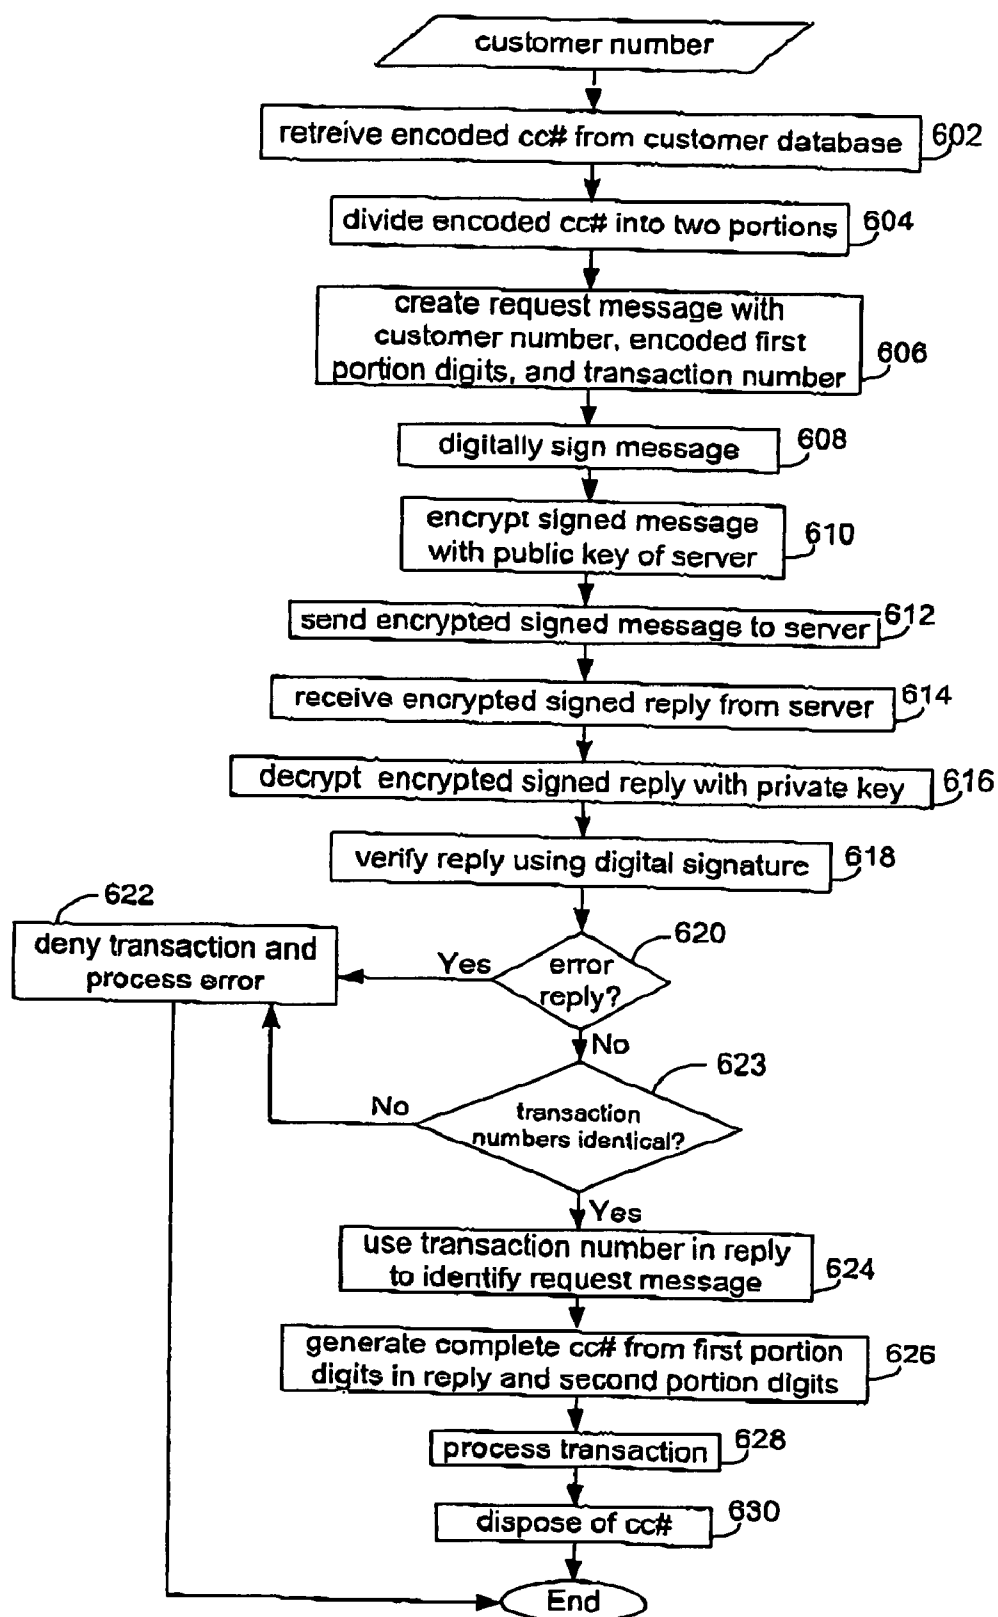 customer number
retreive encoded cc# from customer database
602
divide encoded cc# into two portions
604
create request message with
customer number, encoded first
portion digits, and transaction number
606
digitally sign message
608
encrypt signed message
with public key of server
610
send encrypted signed message to server
612
receive encrypted signed reply from server
614
decrypt encrypted signed reply with private key
616
verify reply using digital signature
618
622
deny transaction and
process error
Yes
error
reply?
620
No
623
No
transaction
numbers identical?
Yes
use transaction number in reply
to identify request message
624
generate complete cc# from first portion
digits in reply and second portion digits
626
process transaction
628
dispose of cc#
630
End